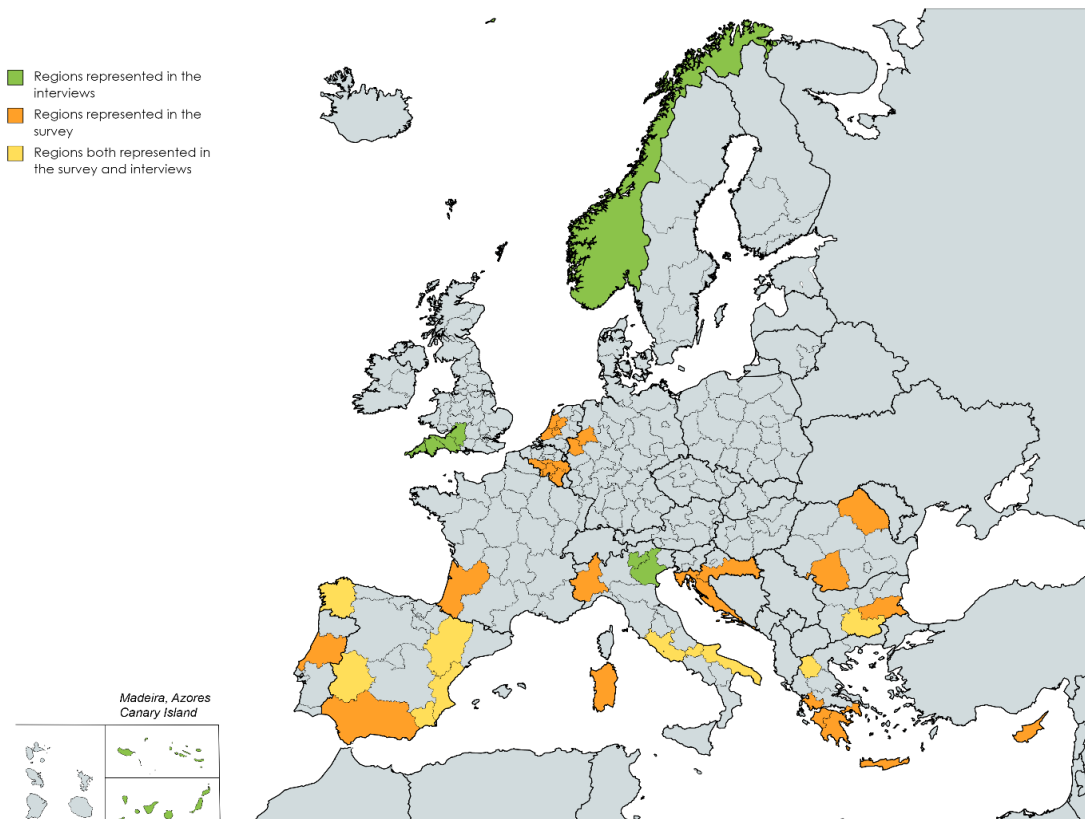 Regions represented in the
interviews
Regions represented in the
survey
Regions both represented in
the survey and interviews
Madeira, Azores
Canary Island